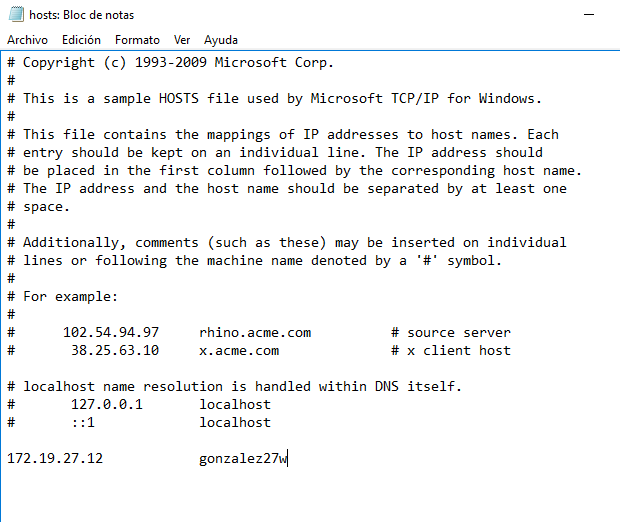 hosts: Bloc de notas
Archivo Edición Formato Ver Ayuda
# Copyright (c) 1993-2009 Microsoft Corp.
#
# This is a sample HOSTS file used by Microsoft TCP/IP for Windows.
#
# This file contains the mappings of IP addresses to host names. Each
# entry should be kept on an individual line. The IP address should
# be placed in the first column followed by the corresponding host name.
# The IP address and the host name should be separated by at least one
# space.
#
# Additionally, comments (such as these) may be inserted on individual
# lines or following the machine name denoted by a '#' symbol.
#
# For example:
#
#      102.54.94.97     rhino.acme.com          # source server
#       38.25.63.10     x.acme.com              # x client host

# localhost name resolution is handled within DNS itself.
#       127.0.0.1       localhost
#       ::1             localhost

172.19.27.12            gonzalez27w